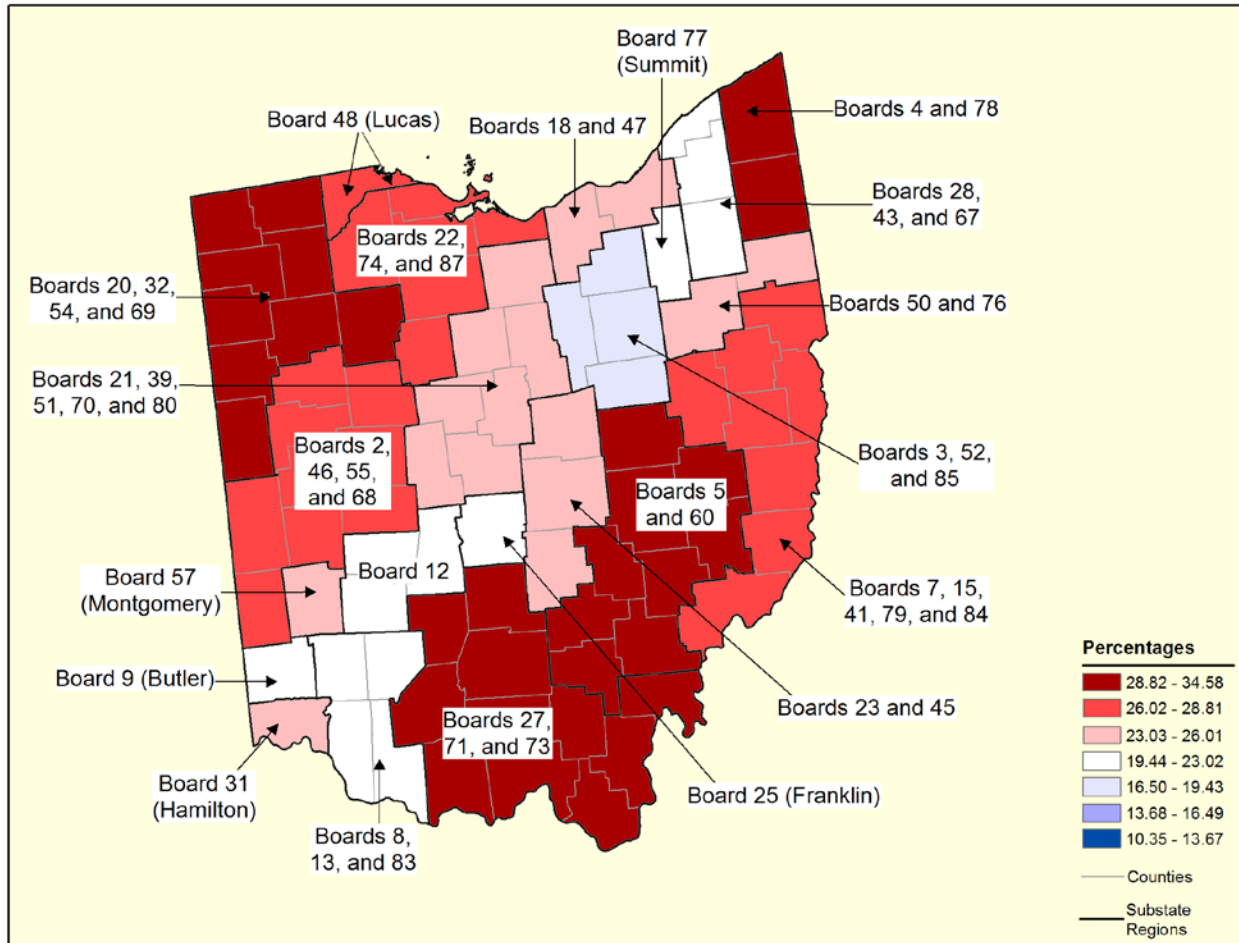 Board 77
(Summit)
Boards 4 and 78
Board 48 (Lucas)
Boards 18 and 47
Boards 28,
43, and 67
Boards 22,
74, and 87
Boards 20, 32,
54, and 69
Boards 50 and 76
Boards 21, 39,
51, 70, and 80
Boards 2,
46, 55,
and 68
Boards 3, 52,
and 85
Boards 5
and 60
Board 12
Board 57
(Montgomery)
Boards 7, 15,
41, 79, and 84
Board 9 (Butler)
Boards 23 and 45
Boards 27,
71, and 73
Board 31
(Hamilton)
Board 25 (Franklin)
Boards 8,
13, and 83
Percentages
28.82 - 34.58
26.02 - 28.81
23.03 - 26.01
19.44 - 23.02
16.50 - 19.43
13.68 - 16.49
10.35 - 13.67
Counties
Substate
Regions